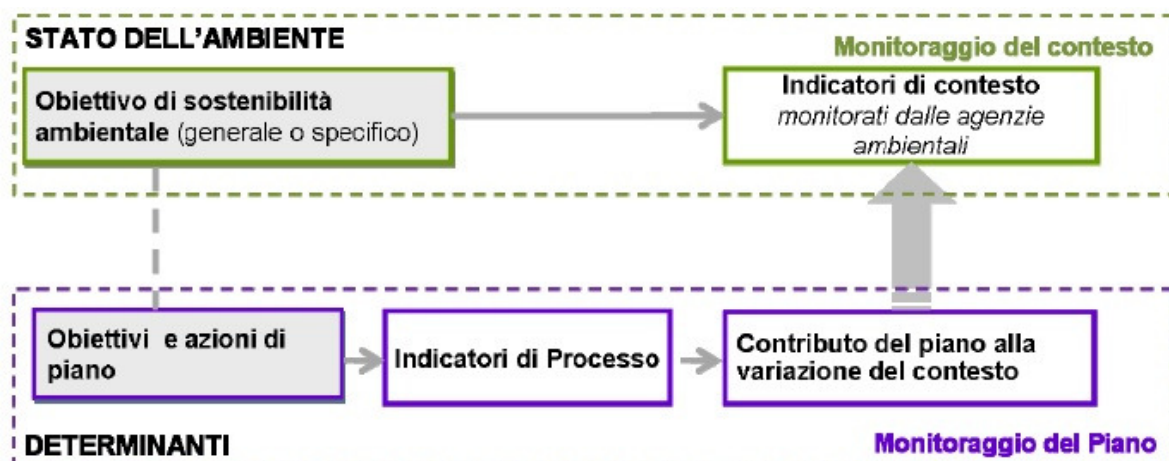 STATO DELL'AMBIENTE
Monitoraggio del contesto
Obiettivo di sostenibilità
ambientale (generale o specifico)
Indicatori di contesto
monitorati dalle agenzie
ambientali
Obiettivi e azioni di
piano
Indicatori di Processo
Contributo del piano alla
variazione del contesto
DETERMINANTI
Monitoraggio del Piano